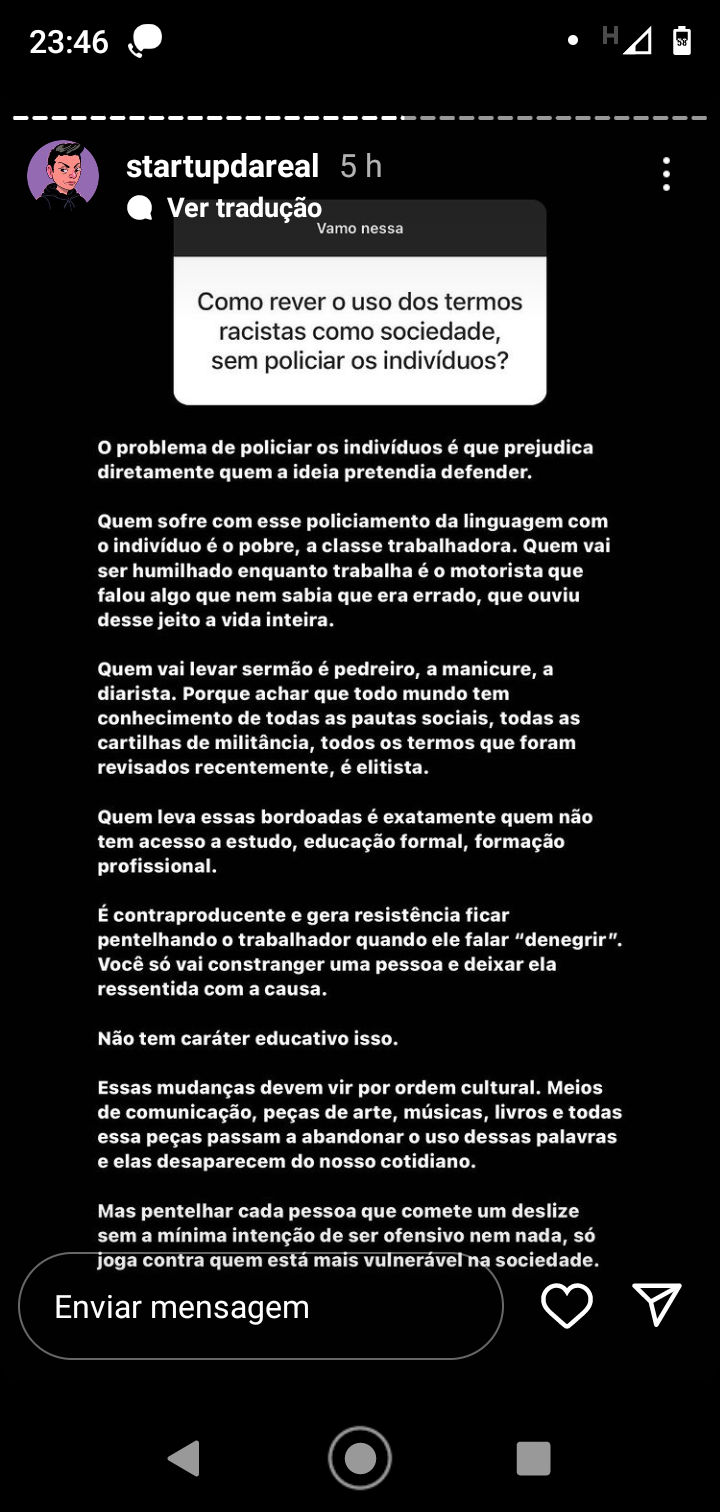 23:46
H
58
startupdareal 5 h
Ver tradução
Vamo nessa
Como rever o uso dos termos
racistas como sociedade,
sem policiar os indivíduos?
O problema de policiar os indivíduos é que prejudica
diretamente quem a ideia pretendia defender.
Quem sofre com esse policiamento da linguagem com
o indivíduo é o pobre, a classe trabalhadora. Quem vai
ser humilhado enquanto trabalha é o motorista que
falou algo que nem sabia que era errado, que ouviu
desse jeito a vida inteira.
Quem vai levar sermão é pedreiro, a manicure, a
diarista. Porque achar que todo mundo tem
conhecimento de todas as pautas sociais, todas as
cartilhas de militância, todos os termos que foram
revisados recentemente, é elitista.
Quem leva essas bordoadas é exatamente quem não
tem acesso a estudo, educação formal, formação
profissional.
É contraproducente e gera resistência ficar
pentelhando o trabalhador quando ele falar “denegrir”.
Você só vai constranger uma pessoa e deixar ela
ressentida com a causa.
Não tem caráter educativo isso.
Essas mudanças devem vir por ordem cultural. Meios
de comunicação, peças de arte, músicas, livros e todas
essa peças passam a abandonar o uso dessas palavras
e elas desaparecem do nosso cotidiano.
Mas pentelhar cada pessoa que comete um deslize
sem a mínima intenção de ser ofensivo nem nada, só
joga contra quem está mais vulnerável na sociedade.
Enviar mensagem